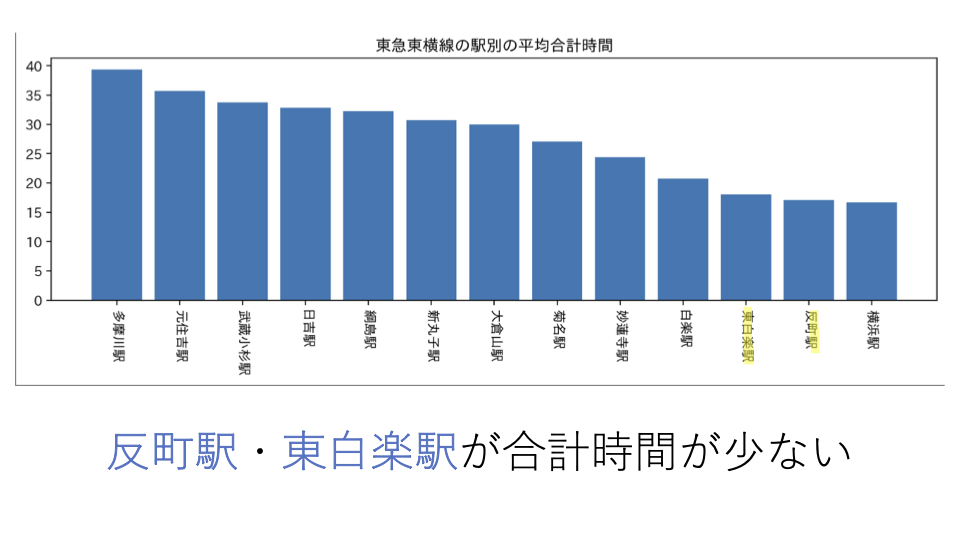 東急東横線の駅別の平均合計時間
40
35
30
25
20
15
10
5
0
多摩川駅
元住吉駅
武蔵小杉駅
日吉駅
綱島駅
新丸子駅
大倉山駅
菊名駅
妙蓮寺駅
白楽駅
東白楽駅
反町駅
横浜駅
反町駅・東白楽駅が合計時間が少ない